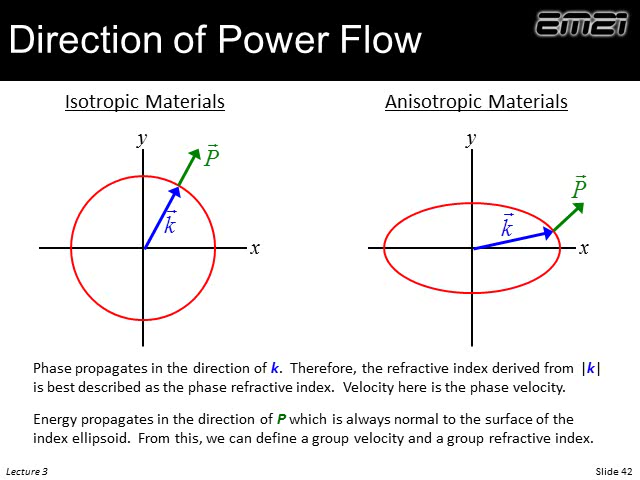 Direction of Power Flow
EM21
Isotropic Materials
Anisotropic Materials
y
P
k
x
y
P
k
x
Phase propagates in the direction of k. Therefore, the refractive index derived from |k|
is best described as the phase refractive index. Velocity here is the phase velocity.
Energy propagates in the direction of P which is always normal to the surface of the
index ellipsoid. From this, we can define a group velocity and a group refractive index.
Lecture 3
Slide 42